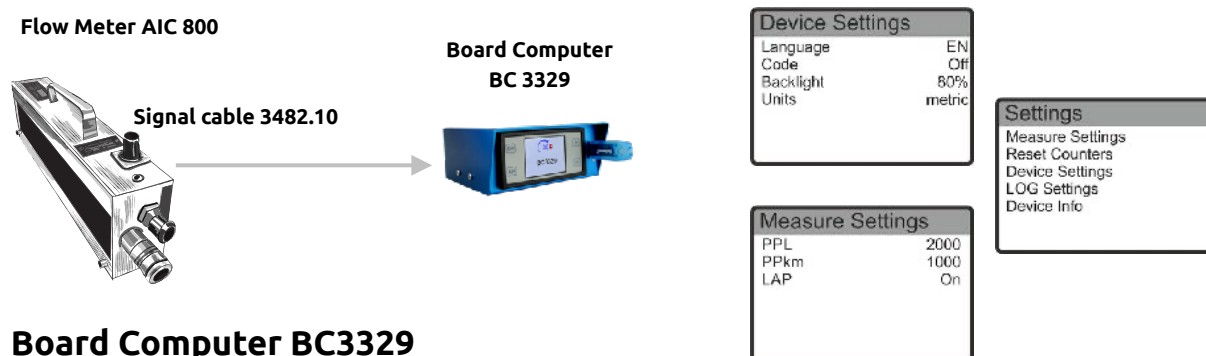 Flow Meter AIC 800
Signal cable 3482.10
Board Computer
BC 3329
BC 3329
Device Settings
Language EN
Code Off
Backlight 80%
Units metric
Settings
Measure Settings
Reset Counters
Device Settings
LOG Settings
Device Info
Measure Settings
PPL 2000
PPkm 1000
LAP On
Board Computer BC3329